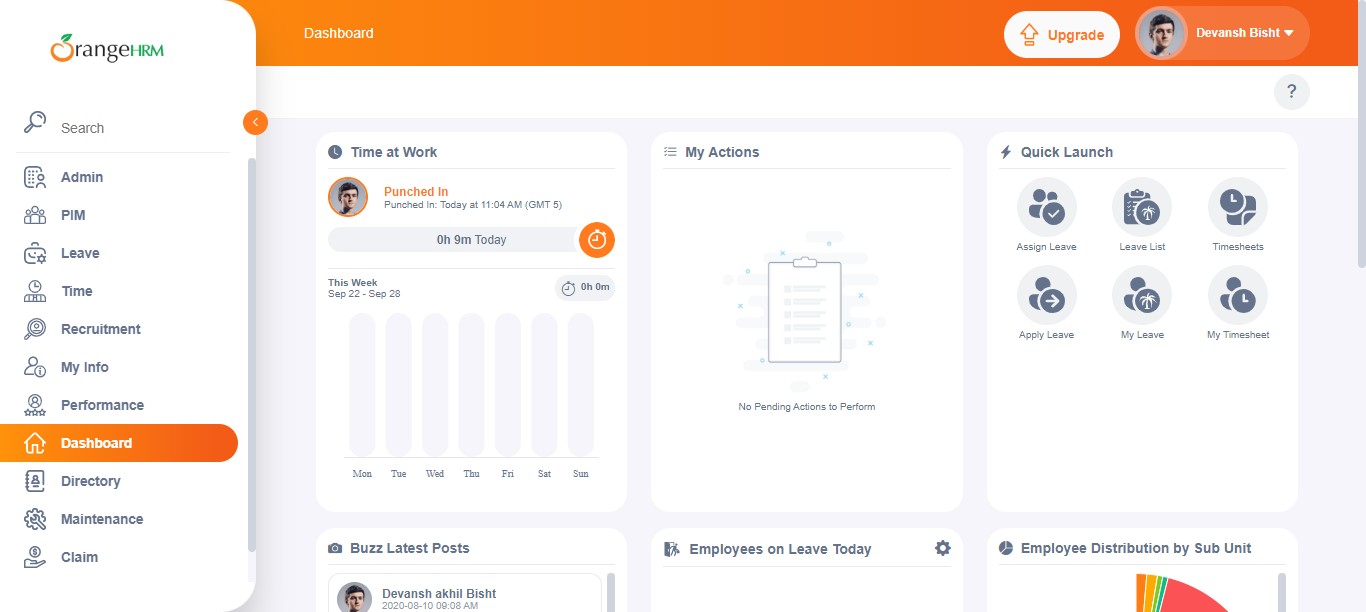 OrangeHRM
Search
Admin
PIM
Leave
Time
Recruitment
My Info
Performance
Dashboard
Directory
Maintenance
Claim
Dashboard
Upgrade
Devansh Bisht
?
Time at Work
Punched In
Punched In: Today at 11:04 AM (GMT 5)
0h 9m Today
This Week
Sep 22 - Sep 28
0h 0m
Mon Tue Wed Thu Fri Sat Sun
My Actions
No Pending Actions to Perform
Quick Launch
Assign Leave Leave List Timesheets
Apply Leave My Leave My Timesheet
Buzz Latest Posts
Devansh akhil Bisht
2020-08-10 09:08 AM
Employees on Leave Today
Employee Distribution by Sub Unit